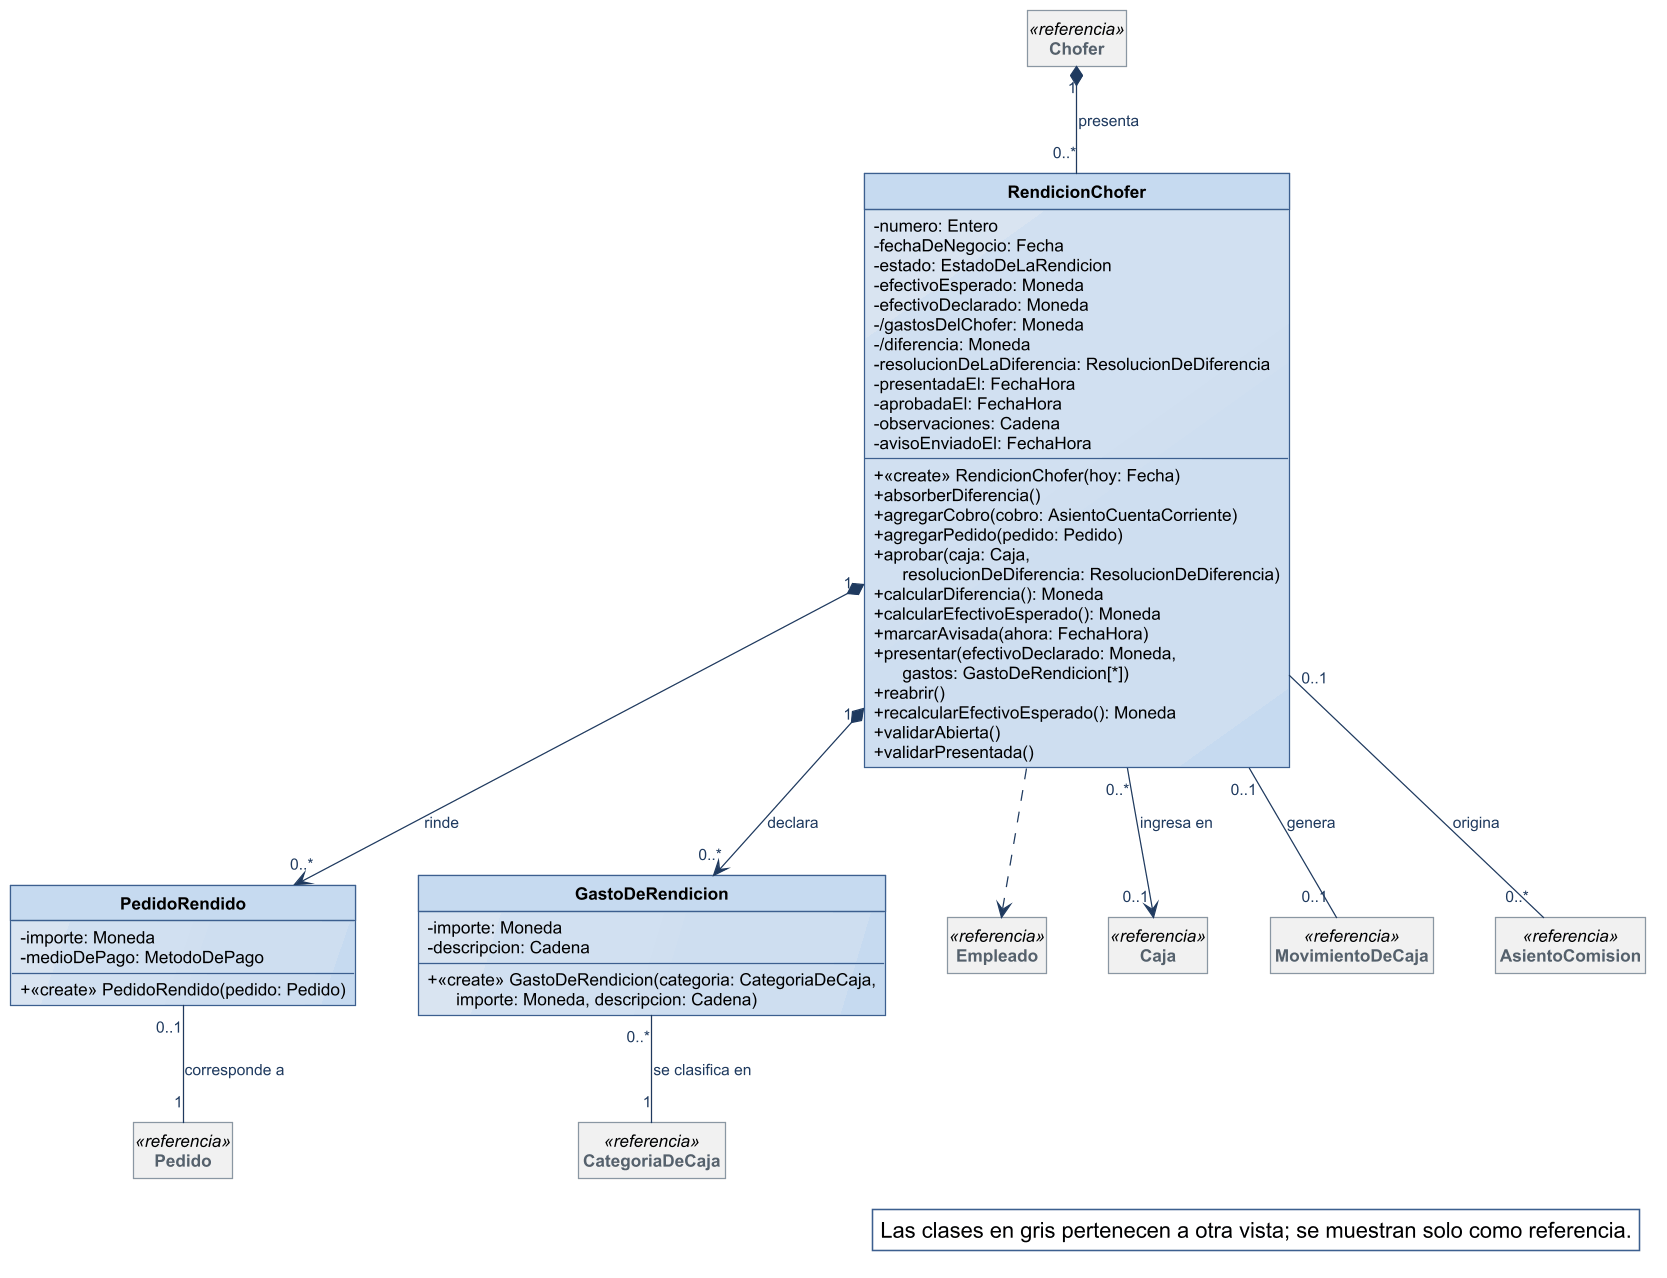 «referencia»
Chofer
1
presenta
0..*
RendicionChofer
-numero: Entero
-fechaDeNegocio: Fecha
-estado: EstadoDeLaRendicion
-efectivoEsperado: Moneda
-efectivoDeclarado: Moneda
-/gastosDelChofer: Moneda
-/diferencia: Moneda
-resolucionDeLaDiferencia: ResolucionDeDiferencia
-presentadaEl: FechaHora
-aprobadaEl: FechaHora
-observaciones: Cadena
-avisoEnviadoEl: FechaHora
+«create» RendicionChofer(hoy: Fecha)
+absorberDiferencia()
+agregarCobro(cobro: AsientoCuentaCorriente)
+agregarPedido(pedido: Pedido)
+aprobar(caja: Caja,
resolucionDeDiferencia: ResolucionDeDiferencia)
+calcularDiferencia(): Moneda
+calcularEfectivoEsperado(): Moneda
+marcarAvisada(ahora: FechaHora)
+presentar(efectivoDeclarado: Moneda,
gastos: GastoDeRendicion[*])
+reabrir()
+recalcularEfectivoEsperado(): Moneda
+validarAbierta()
+validarPresentada()
1
1
0..1
0..*
0..1
rinde
declara
ingresa en
genera
origina
0..*
0..*
0..1
0..1
0..*
PedidoRendido
-importe: Moneda
-medioDePago: MetodoDePago
+«create» PedidoRendido(pedido: Pedido)
GastoDeRendicion
-importe: Moneda
-descripcion: Cadena
+«create» GastoDeRendicion(categoria: CategoriaDeCaja,
importe: Moneda, descripcion: Cadena)
«referencia»
Empleado
«referencia»
Caja
«referencia»
MovimientoDeCaja
«referencia»
AsientoComision
0..1
corresponde a
1
0..*
se clasifica en
1
«referencia»
Pedido
«referencia»
CategoriaDeCaja
Las clases en gris pertenecen a otra vista; se muestran solo como referencia.